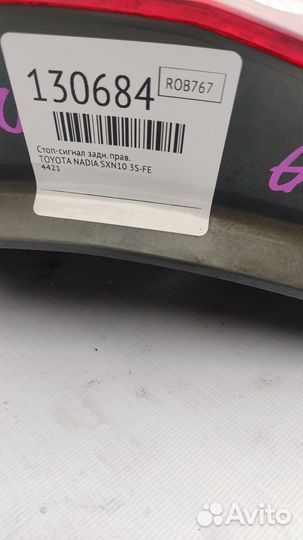 130684
ROB767
Стоп-сигнал задн. прав.
TOYOTA NADIA SXN10 3S-FE
4421
Avito